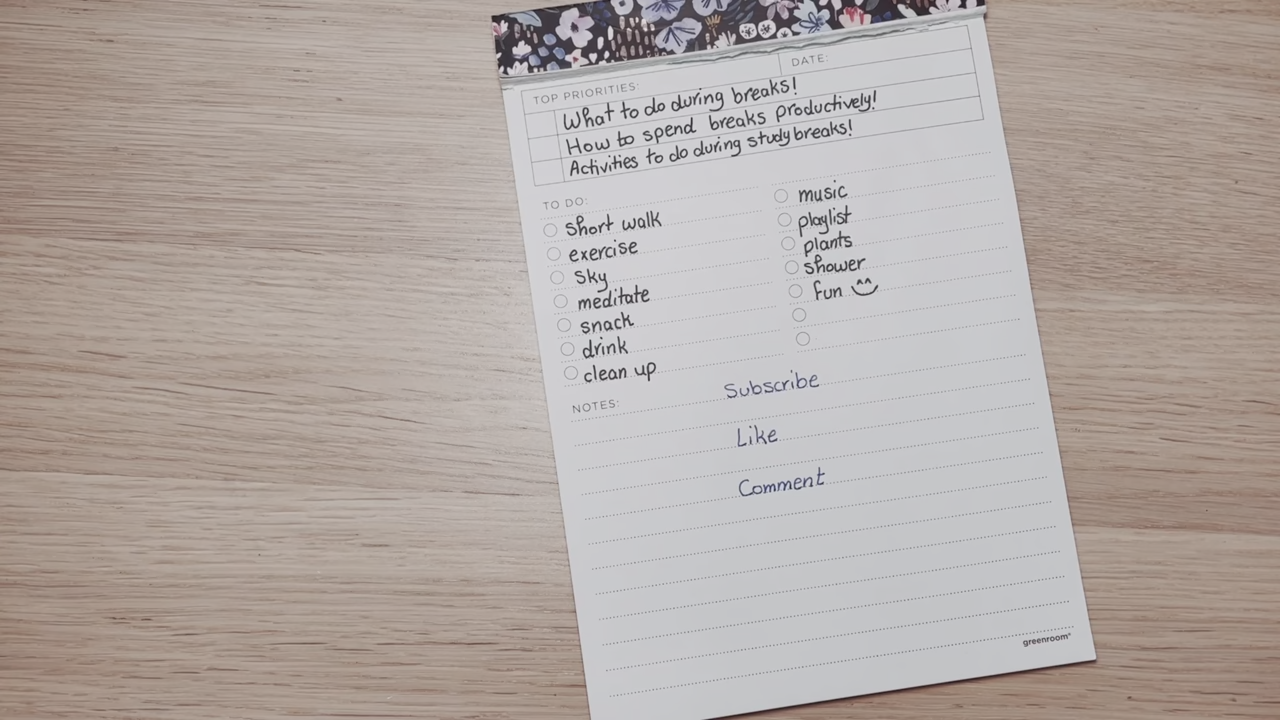 TOP PRIORITIES:
DATE:
What to do during breaks!
How to spend breaks productively!
Activities to do during study breaks!
TO DO:
short walk
exercise
sky
meditate
snack
drink
clean up
music
playlist
plants
shower
fun
NOTES:
Subscribe
Like
Comment
greenroom®